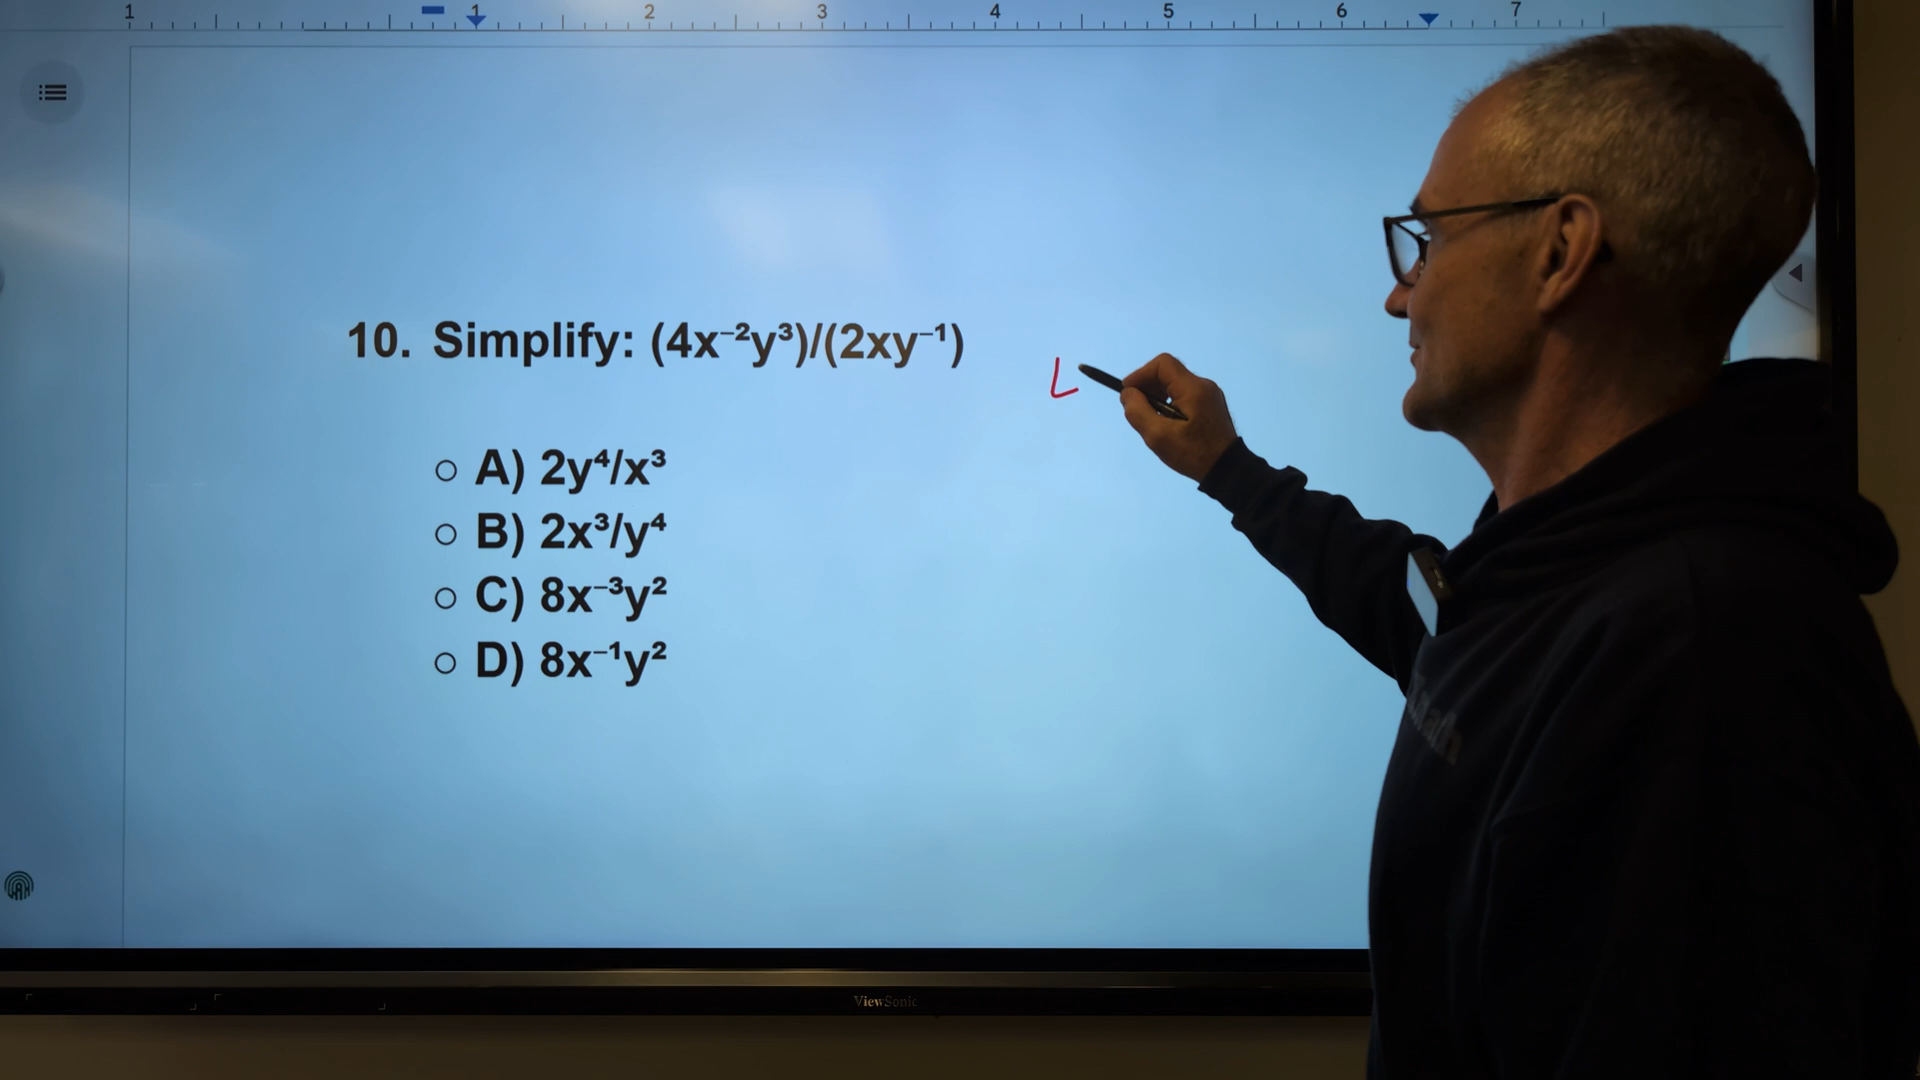 1 1 2 3 4 5 6 7
10. Simplify: (4x⁻²y³)/(2xy⁻¹)
A) 2y⁴/x³
B) 2x³/y⁴
C) 8x⁻³y²
D) 8x⁻¹y²
ViewSonic